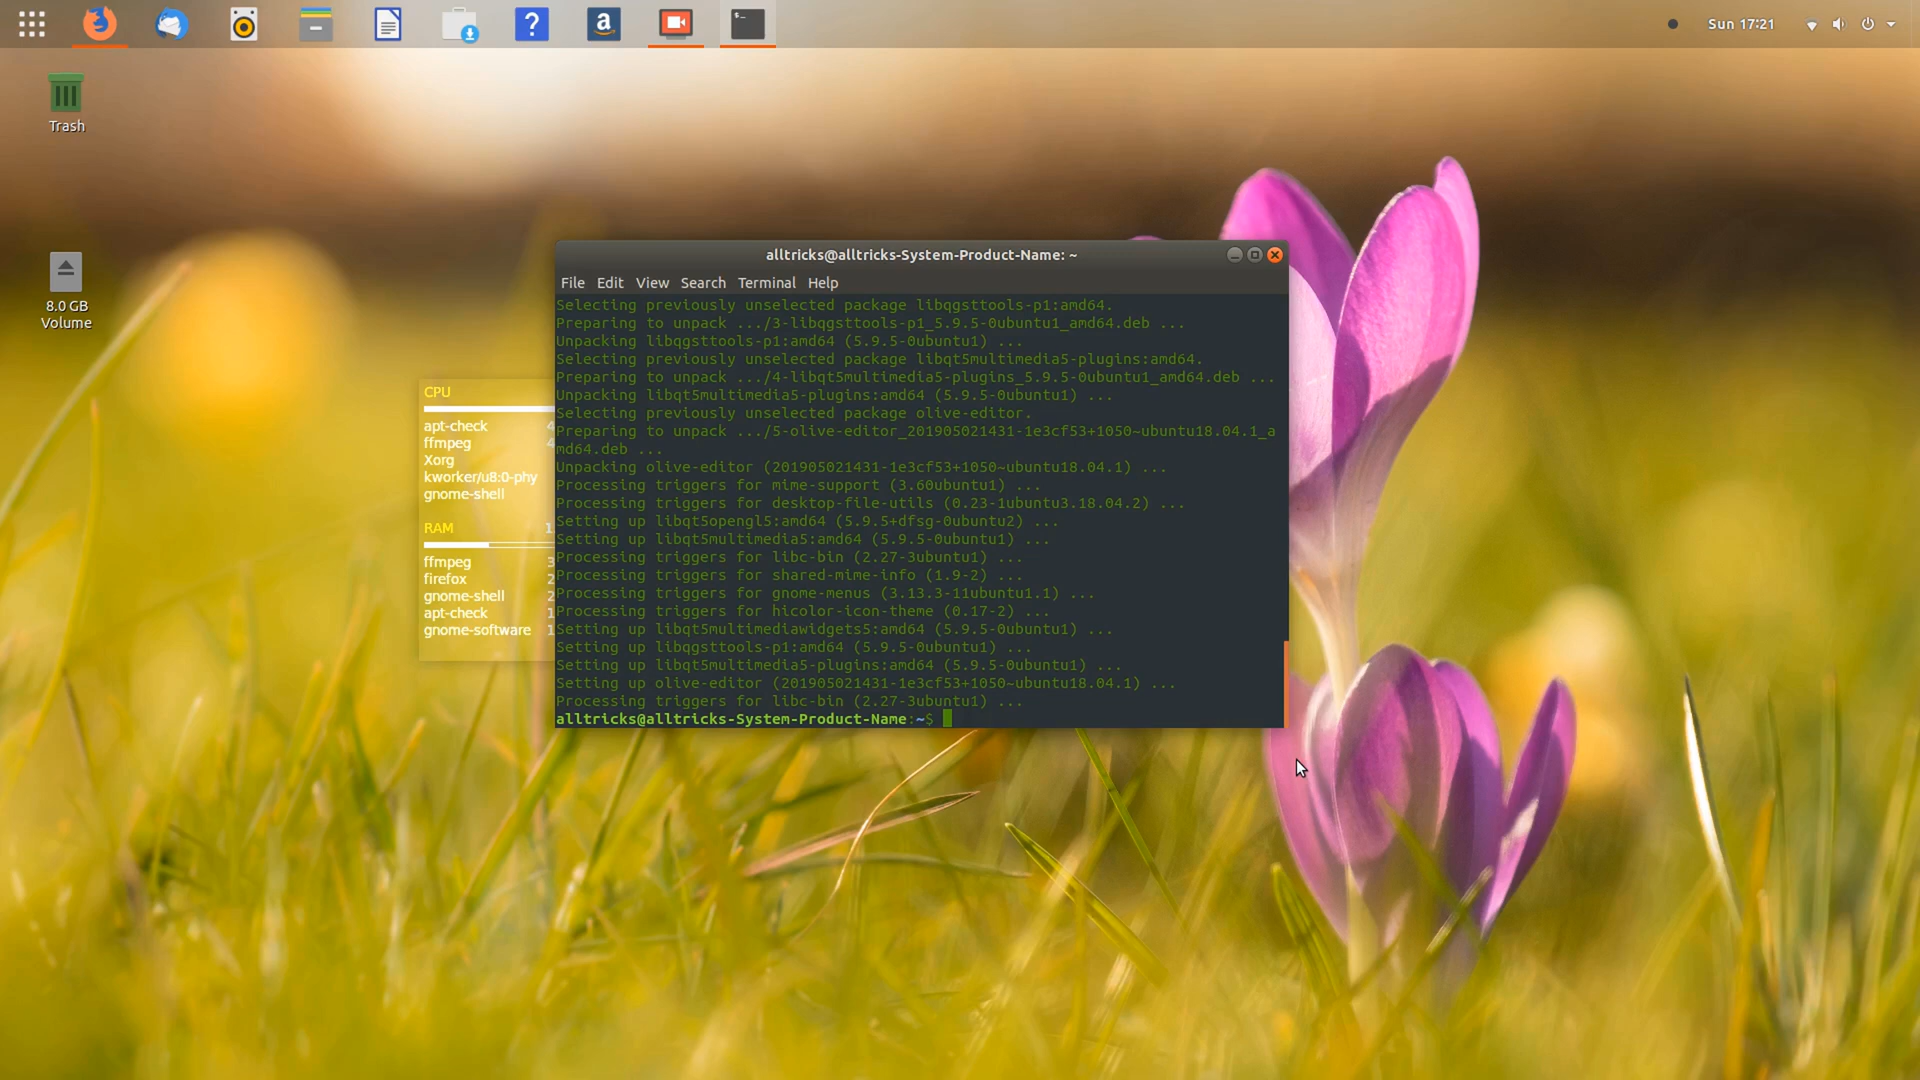 Sun 17:21
Trash
8.0 GB
Volume
CPU
apt-check 4
ffmpeg 4
Xorg
kworker/u8:0-phy
gnome-shell
RAM 1
ffmpeg 3
firefox 2
gnome-shell 2
apt-check 1
gnome-software 1
alltricks@alltricks-System-Product-Name: ~
File Edit View Search Terminal Help
Selecting previously unselected package libqgsttools-p1:amd64.
Preparing to unpack .../3-libqgsttools-p1_5.9.5-0ubuntu1_amd64.deb ...
Unpacking libqgsttools-p1:amd64 (5.9.5-0ubuntu1) ...
Selecting previously unselected package libqt5multimedia5-plugins:amd64.
Preparing to unpack .../4-libqt5multimedia5-plugins_5.9.5-0ubuntu1_amd64.deb ...
Unpacking libqt5multimedia5-plugins:amd64 (5.9.5-0ubuntu1) ...
Selecting previously unselected package olive-editor.
Preparing to unpack .../5-olive-editor_201905021431-1e3cf53+1050~ubuntu18.04.1_a
md64.deb ...
Unpacking olive-editor (201905021431-1e3cf53+1050~ubuntu18.04.1) ...
Processing triggers for mime-support (3.60ubuntu1) ...
Processing triggers for desktop-file-utils (0.23-1ubuntu3.18.04.2) ...
Setting up libqt5opengl5:amd64 (5.9.5+dfsg-0ubuntu2) ...
Setting up libqt5multimedia5:amd64 (5.9.5-0ubuntu1) ...
Processing triggers for libc-bin (2.27-3ubuntu1) ...
Processing triggers for shared-mime-info (1.9-2) ...
Processing triggers for gnome-menus (3.13.3-11ubuntu1.1) ...
Processing triggers for hicolor-icon-theme (0.17-2) ...
Setting up libqt5multimediawidgets5:amd64 (5.9.5-0ubuntu1) ...
Setting up libqgsttools-p1:amd64 (5.9.5-0ubuntu1) ...
Setting up libqt5multimedia5-plugins:amd64 (5.9.5-0ubuntu1) ...
Setting up olive-editor (201905021431-1e3cf53+1050~ubuntu18.04.1) ...
Processing triggers for libc-bin (2.27-3ubuntu1) ...
alltricks@alltricks-System-Product-Name:~$